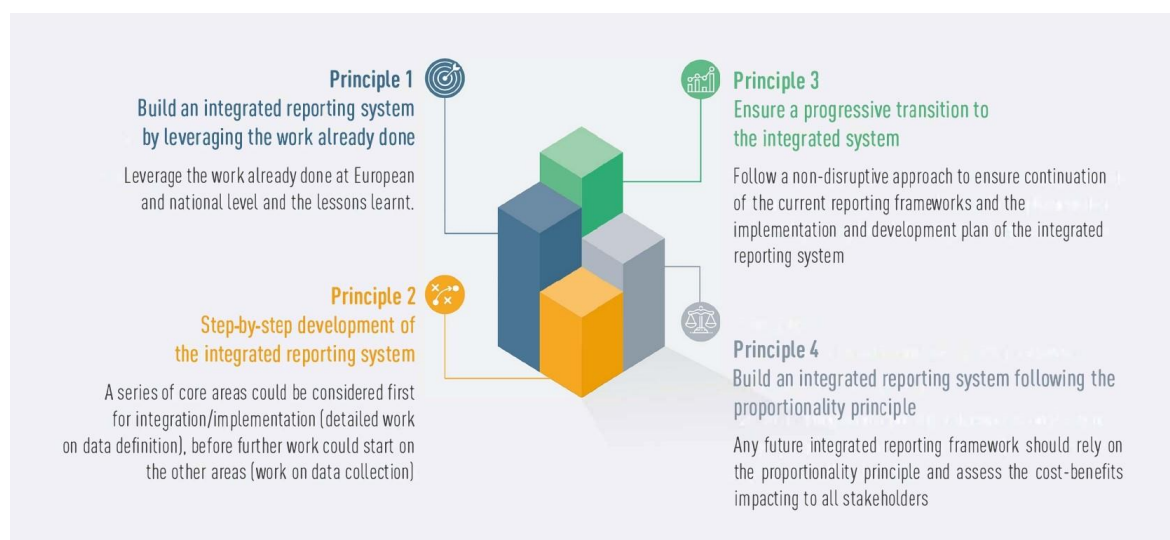 Principle 1
Build an integrated reporting system
by leveraging the work already done
Leverage the work already done at European
and national level and the lessons learnt.
Principle 2
Step-by-step development of
the integrated reporting system
A series of core areas could be considered first
for integration/implementation (detailed work
on data definition), before further work could start on
the other areas (work on data collection)
Principle 3
Ensure a progressive transition to
the integrated system
Follow a non-disruptive approach to ensure continuation
of the current reporting frameworks and the
implementation and development plan of the integrated
reporting system
Principle 4
Build an integrated reporting system following the
proportionality principle
Any future integrated reporting framework should rely on
the proportionality principle and assess the cost-benefits
impacting to all stakeholders